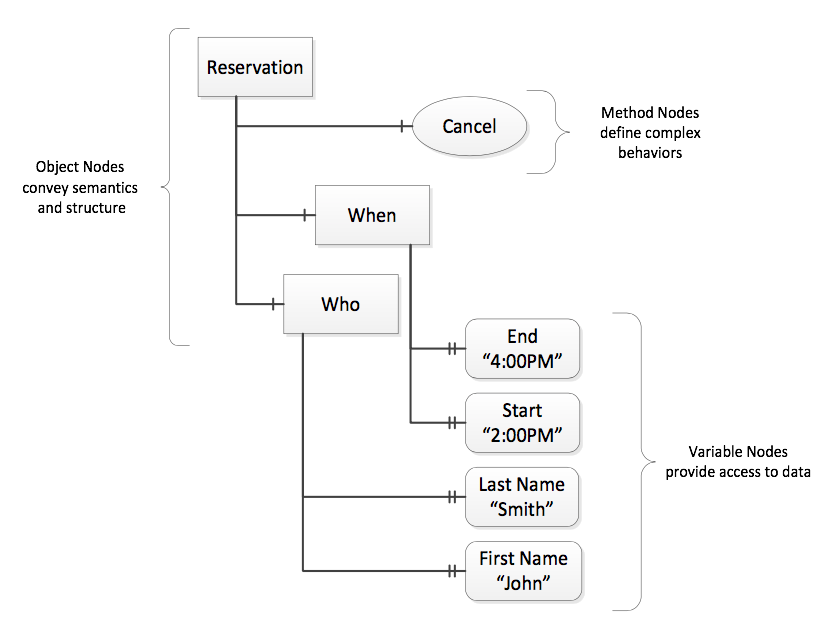 Reservation
Cancel
Method Nodes
define complex
behaviors
Object Nodes
convey semantics
and structure
When
Who
End
“4:00PM”
Start
“2:00PM”
Variable Nodes
provide access to data
Last Name
“Smith”
First Name
“John”